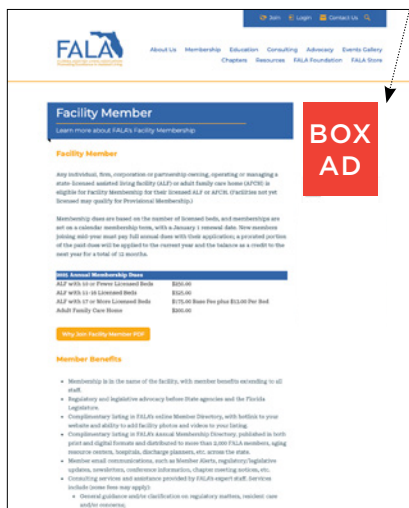 Join Login Contact Us
FALA
About Us Membership Education Consulting Advocacy Events Gallery
Chapters Resources FALA Foundation FALA Store
Facility Member
Learn more about FALA's Facility Membership
BOX
AD
Facility Member
Any individual, firm, corporation or partnership owning, operating or managing a
state-licensed assisted living facility (ALF) or adult family care home (AFCH) is
eligible for Facility Membership for their licensed ALF or AFCH. (Facilities not yet
licensed may qualify for Provisional Membership.)
Membership dues are based on the number of licensed beds, and memberships are
set on a calendar membership term, with a January 1 renewal date. New members
joining mid-year must pay full annual dues with their application; a prorated portion
of the paid dues will be applied to the current year and the balance as a credit to the
next year for a total of 12 months.
Annual Membership Dues
ALF with 10 or Fewer Licensed Beds
ALF with 11-16 Licensed Beds
ALF with 17 or More Licensed Beds $175.00 Base Fee plus Per Bed
Adult Family Care Home
Why Join Facility Member PDF
Member Benefits
• Membership is in the name of the facility, with member benefits extending to all
staff.
• Regulatory and legislative advocacy before State agencies and the Florida
Legislature.
• Complimentary listing in FALA's online Member Directory, with hotlink to your
website and ability to add facility photos and videos to your listing.
• Complimentary listing in FALA's Annual Membership Directory, published in both
print and digital formats and distributed to more than 2,000 FALA members, aging
resource centers, hospitals, discharge planners, etc. across the state.
• Member email communications, such as Member Alerts, regulatory/legislative
updates, newsletters, conference information, chapter meeting notices, etc.
• Consulting services and assistance provided by FALA's expert staff. Services
include (some fees may apply):
• General guidance and/or clarification on regulatory matters, resident care
and/or concerns;